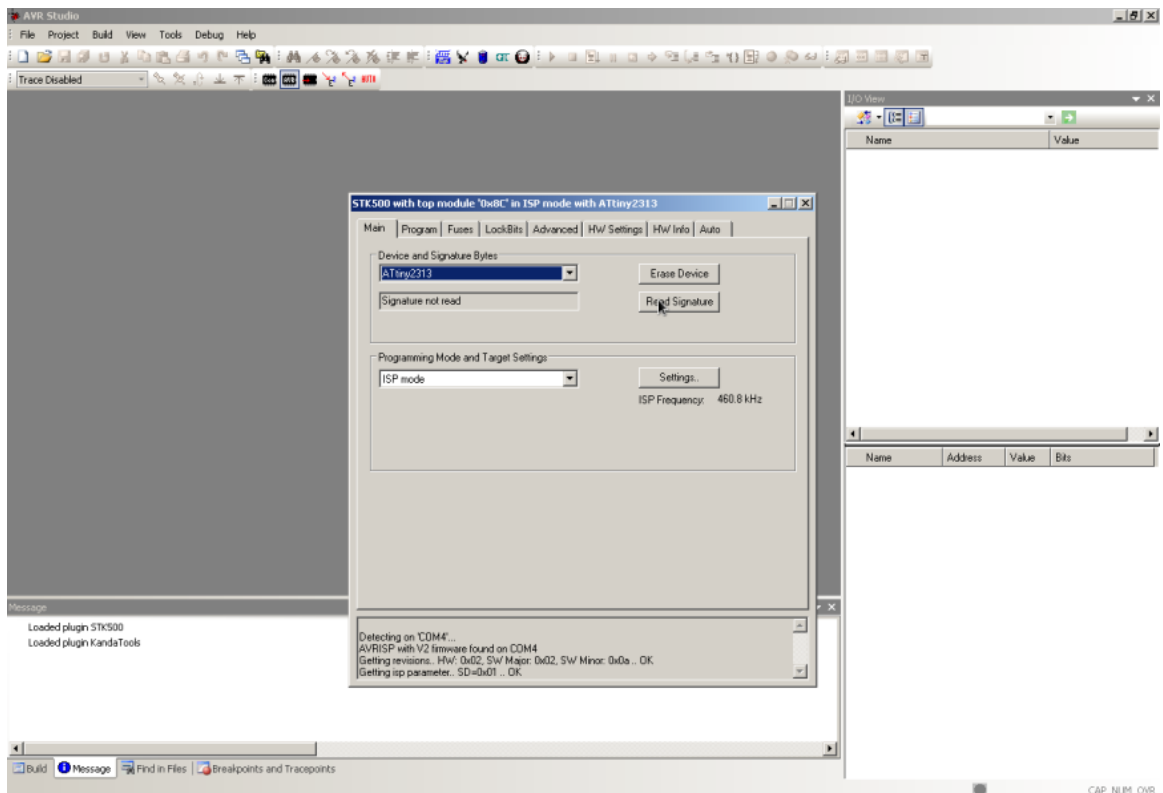 AVR Studio
File Project Build View Tools Debug Help
Trace Disabled
I/O View
Name Value
STK500 with top module '0x8C' in ISP mode with ATtiny2313
Main Program Fuses LockBits Advanced HW Settings HW Info Auto
Device and Signature Bytes
ATtiny2313 Erase Device
Signature not read Read Signature
Programming Mode and Target Settings
ISP mode Settings..
ISP Frequency: 460.8 kHz
Name Address Value Bits
Message
Loaded plugin STK500
Loaded plugin KandaTools
Detecting on 'COM4'...
AVRISP with V2 firmware found on COM4
Getting revisions.. HW: 0x02, SW Major: 0x02, SW Minor: 0x0a .. OK
Getting isp parameter.. SD=0x01 .. OK
Build Message Find in Files Breakpoints and Tracepoints
CAP NUM OVR